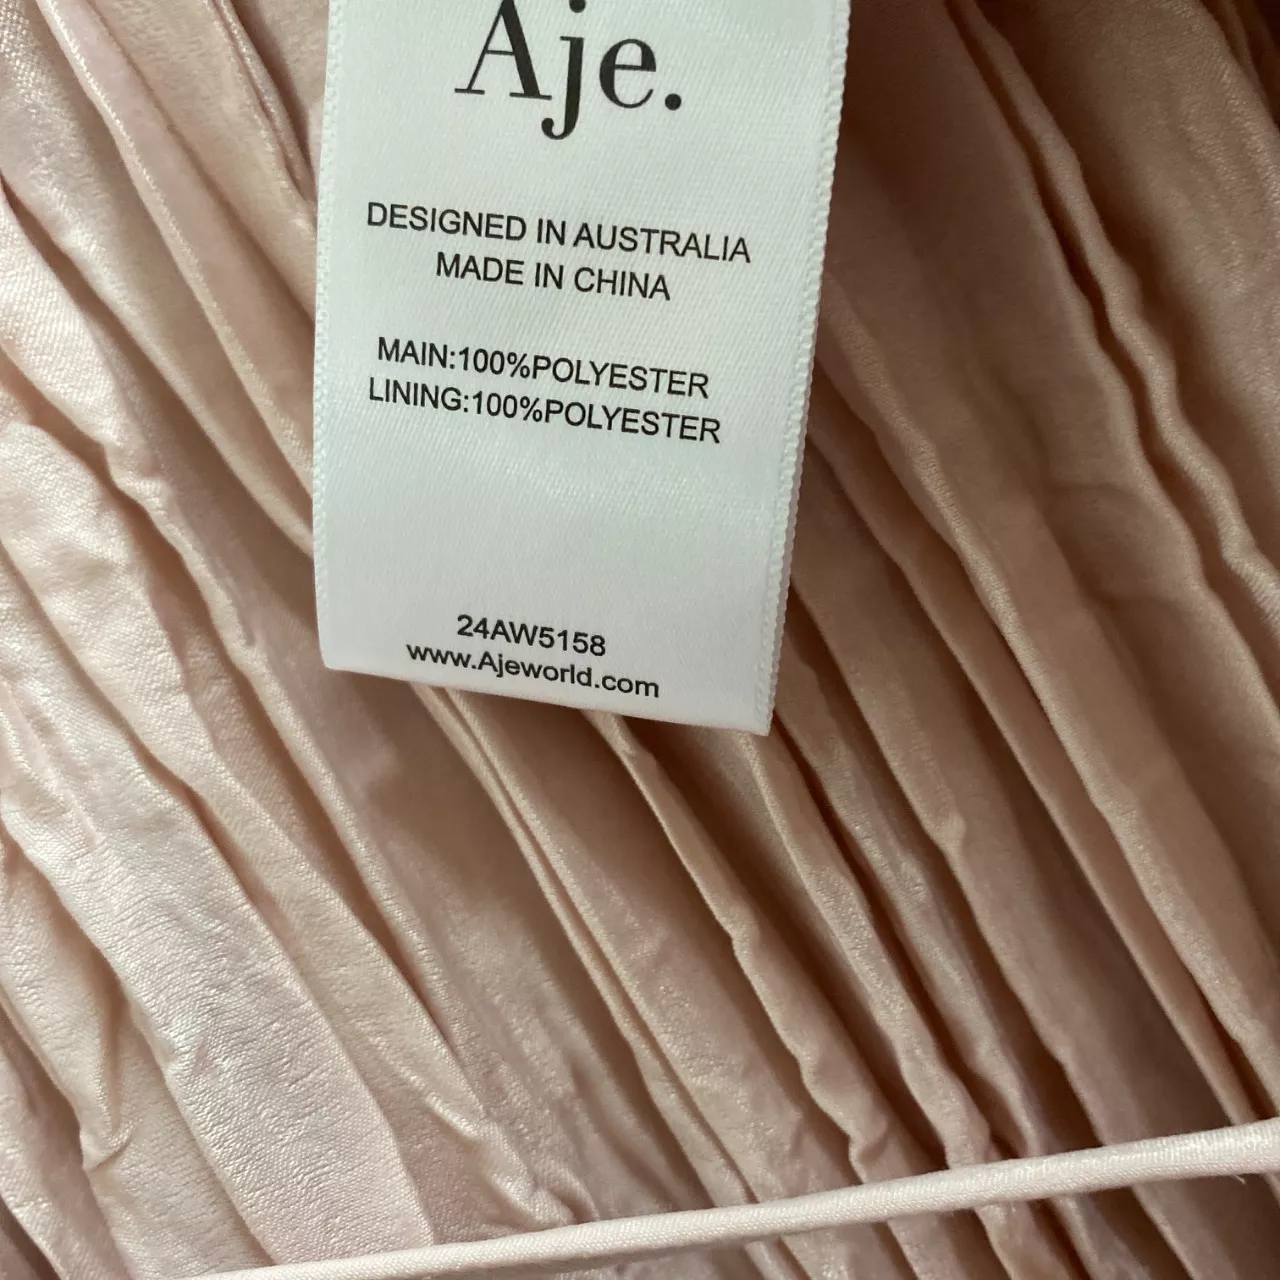 Aje.
DESIGNED IN AUSTRALIA
MADE IN CHINA
MAIN:100%POLYESTER
LINING:100%POLYESTER
24AW5158
www.Ajeworld.com